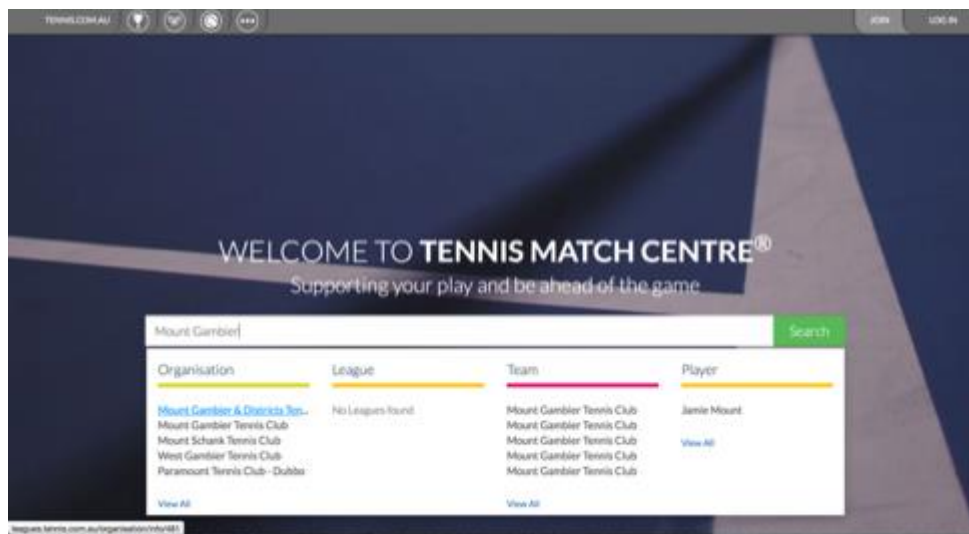 TENNIS.COM.AU
JOIN
LOG IN
WELCOME TO TENNIS MATCH CENTRE®
Supporting your play and be ahead of the game
Mount Gambier
Search
Organisation
Mount Gambier & Districts Ten...
Mount Gambier Tennis Club
Mount Schank Tennis Club
West Gambier Tennis Club
Paramount Tennis Club - Dubbo
View All
League
No Leagues found
Team
Mount Gambier Tennis Club
Mount Gambier Tennis Club
Mount Gambier Tennis Club
Mount Gambier Tennis Club
Mount Gambier Tennis Club
View All
Player
Jamie Mount
View All
leagues.tennis.com.au/organisation/info/481